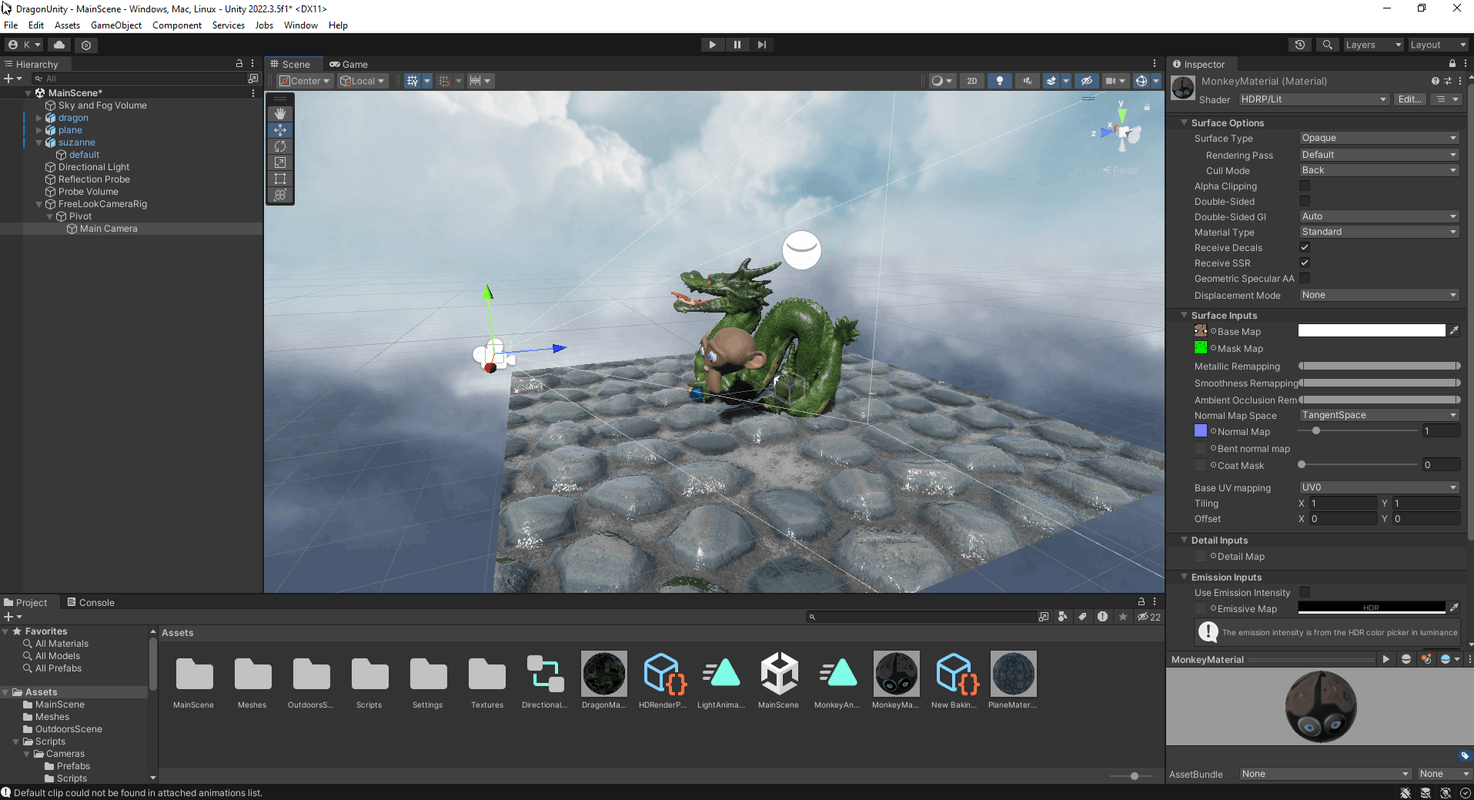 DragonUnity - MainScene - Windows, Mac, Linux - Unity 2022.3.5f1* <DX11>
File Edit Assets GameObject Component Services Jobs Window Help
K Layers Layout
Hierarchy
All
MainScene*
Sky and Fog Volume
dragon
plane
suzanne
default
Directional Light
Reflection Probe
Probe Volume
FreeLookCameraRig
Pivot
Main Camera
Scene Game
Center Local 2D
y
x
z
Persp
Inspector
MonkeyMaterial (Material)
Shader HDRP/Lit Edit...
Surface Options
Surface Type Opaque
Rendering Pass Default
Cull Mode Back
Alpha Clipping
Double-Sided
Double-Sided GI Auto
Material Type Standard
Receive Decals
Receive SSR
Geometric Specular AA
Displacement Mode None
Surface Inputs
Base Map
Mask Map
Metallic Remapping
Smoothness Remapping
Ambient Occlusion Rem
Normal Map Space TangentSpace
Normal Map 1
Bent normal map
Coat Mask 0
Base UV mapping UV0
Tiling X 1 Y 1
Offset X 0 Y 0
Detail Inputs
Detail Map
Emission Inputs
Use Emission Intensity
Emissive Map HDR
The emission intensity is from the HDR color picker in luminance
MonkeyMaterial
AssetBundle None None
Project Console
22
Favorites
All Materials
All Models
All Prefabs
Assets
MainScene
Meshes
OutdoorsScene
Scripts
Cameras
Prefabs
Scripts
Assets
MainScene Meshes OutdoorsS... Scripts Settings Textures Directional... DragonMa... HDRenderP... LightAnima... MainScene MonkeyAn... MonkeyMa... New Bakin... PlaneMater...
Default clip could not be found in attached animations list.